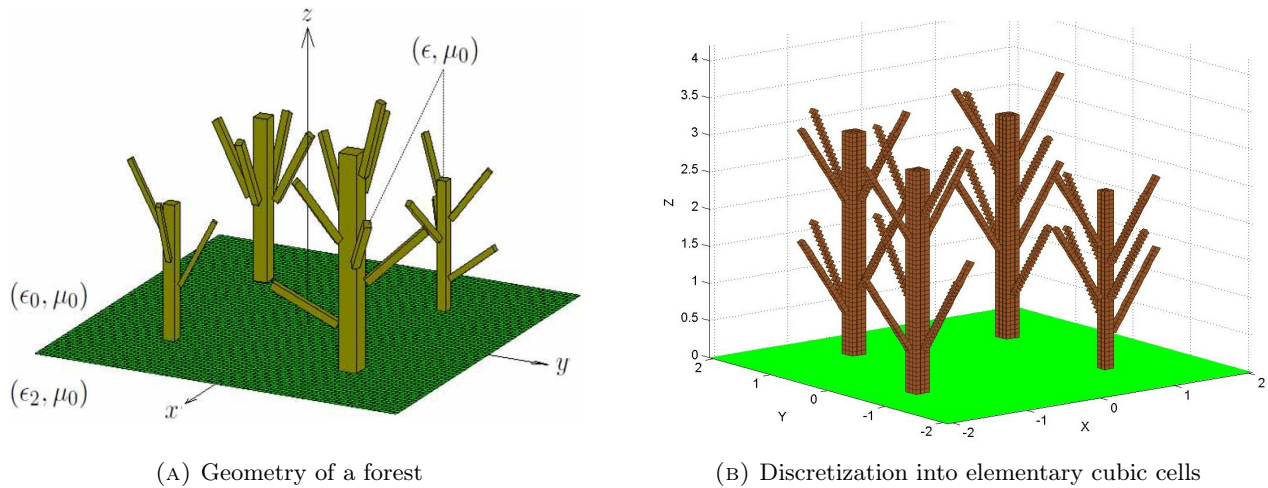 z
(ϵ, μ₀)
(ϵ₀, μ₀)
(ϵ₂, μ₀)
x
y
4
3.5
3
2.5
2
1.5
1
0.5
0
Z
2
1
0
-1
-2
Y
-2
-1
0
1
2
X
(A) Geometry of a forest
(B) Discretization into elementary cubic cells